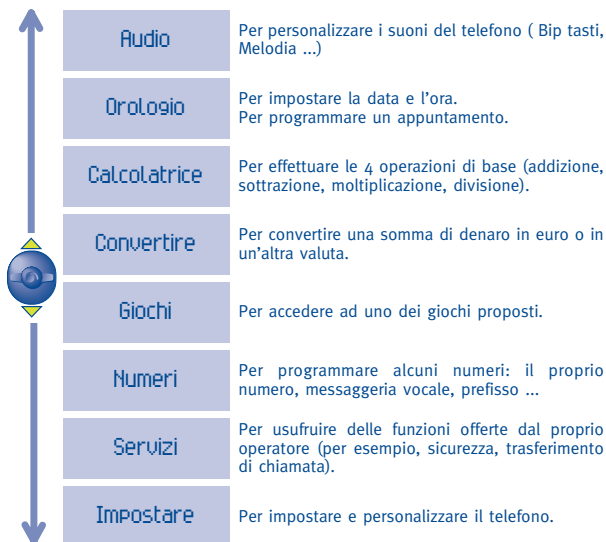 Audio
Per personalizzare i suoni del telefono ( Bip tasti,
Melodia ...)
Orologio
Per impostare la data e l'ora.
Per programmare un appuntamento.
Calcolatrice
Per effettuare le 4 operazioni di base (addizione,
sottrazione, moltiplicazione, divisione).
Convertire
Per convertire una somma di denaro in euro o in
un'altra valuta.
Giochi
Per accedere ad uno dei giochi proposti.
Numeri
Per programmare alcuni numeri: il proprio
numero, messaggeria vocale, prefisso ...
Servizi
Per usufruire delle funzioni offerte dal proprio
operatore (per esempio, sicurezza, trasferimento
di chiamata).
Impostare
Per impostare e personalizzare il telefono.